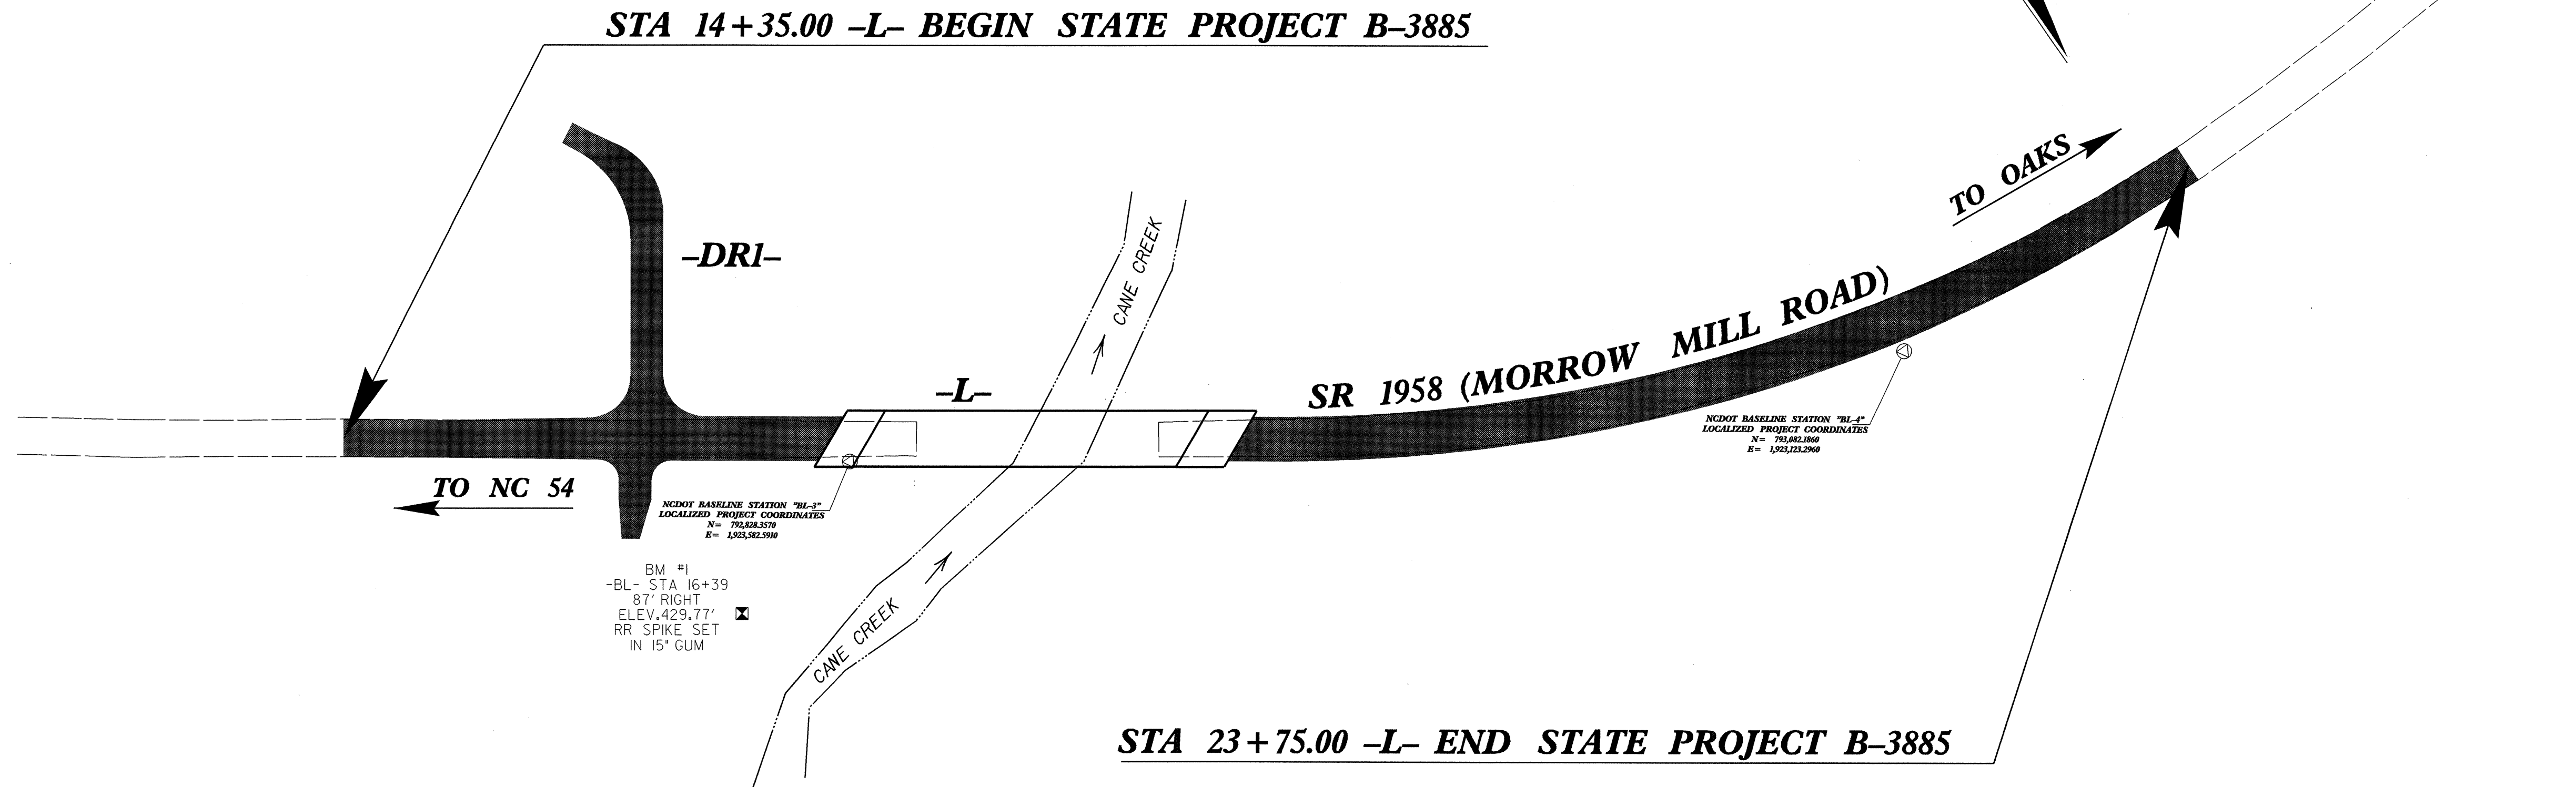 STA 14+35.00 –L– BEGIN STATE PROJECT B–3885
TO OAKS
–DR1–
CANE CREEK
SR 1958 (MORROW MILL ROAD)
–L–
NCDOT BASELINE STATION "BL-4"
LOCALIZED PROJECT COORDINATES
N= 793,082.1860
E= 1,923,123.2960
TO NC 54
NCDOT BASELINE STATION "BL-3"
LOCALIZED PROJECT COORDINATES
N= 792,828.3570
E= 1,923,582.5910
BM #1
-BL- STA 16+39
87' RIGHT
ELEV.429.77'
RR SPIKE SET
IN 15" GUM
CANE CREEK
STA 23+75.00 –L– END STATE PROJECT B–3885